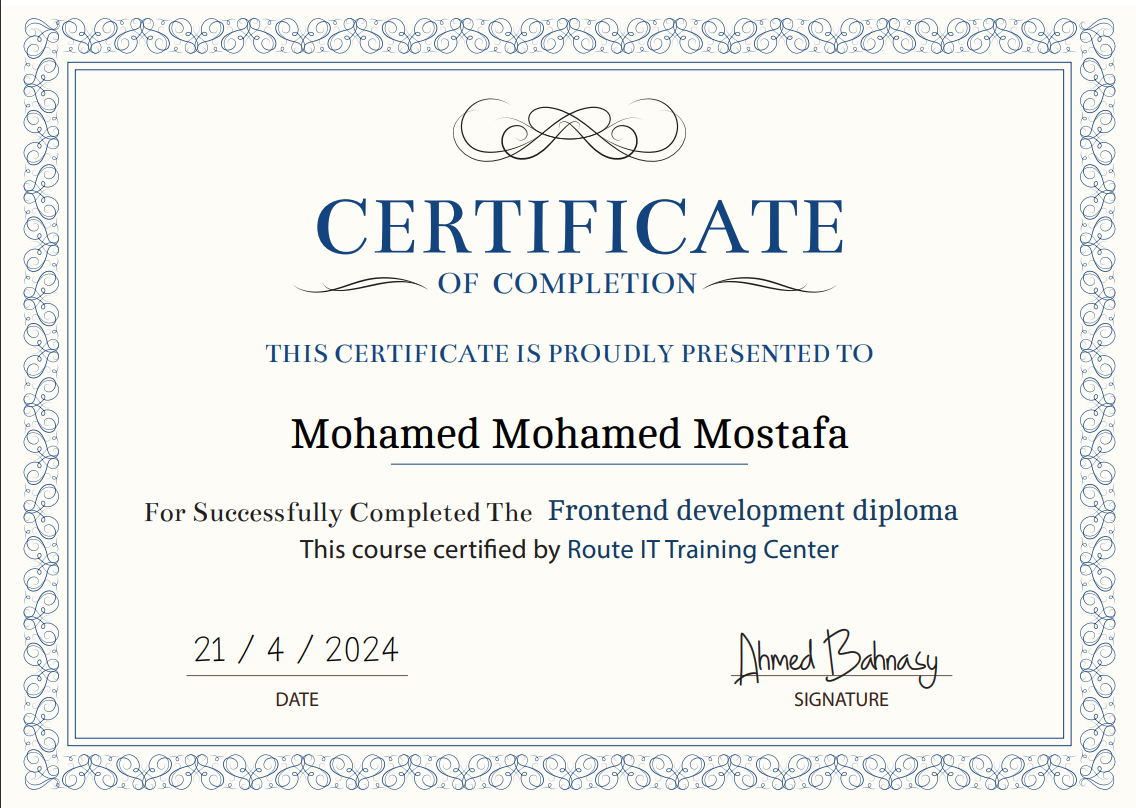 CERTIFICATE
OF COMPLETION
THIS CERTIFICATE IS PROUDLY PRESENTED TO
Mohamed Mohamed Mostafa
For Successfully Completed The Frontend development diploma
This course certified by Route IT Training Center
21 / 4 / 2024
DATE
Ahmed Bahnasy
SIGNATURE